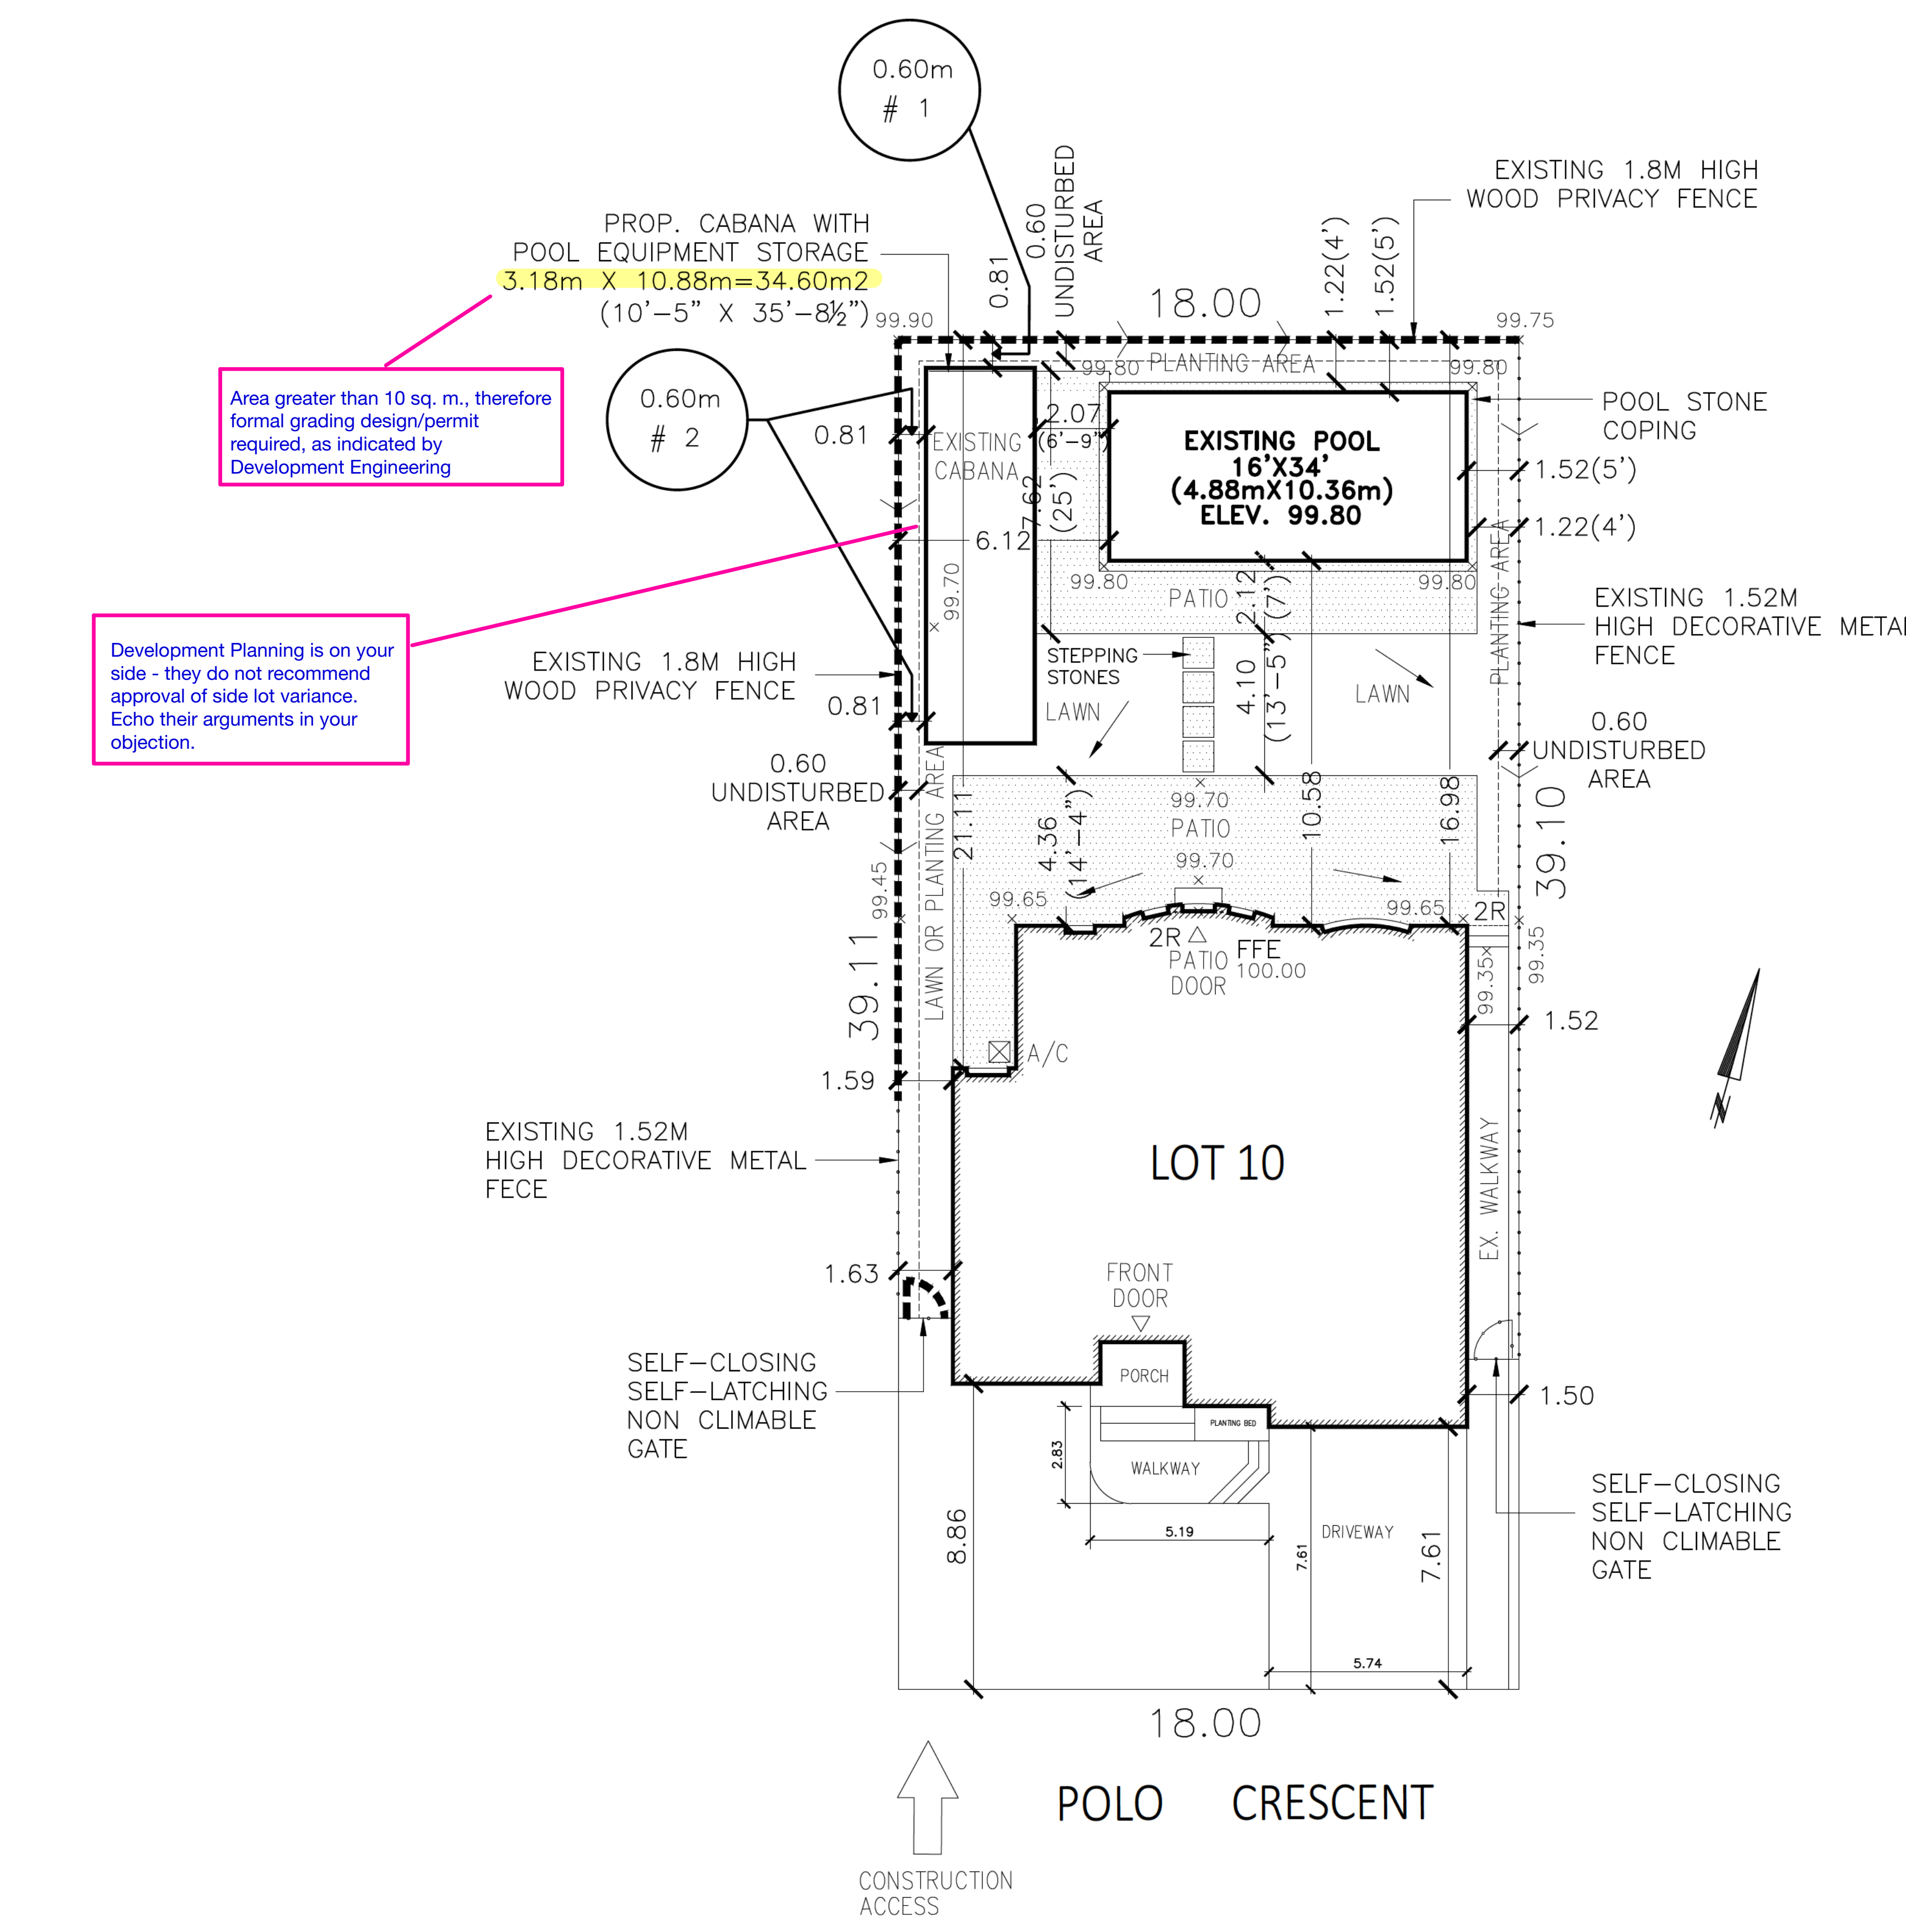 0.60m
# 1
EXISTING 1.8M HIGH
WOOD PRIVACY FENCE
PROP. CABANA WITH
POOL EQUIPMENT STORAGE
3.18m X 10.88m=34.60m2
(10'-5" X 35'-8½")
0.81
0.60
UNDISTURBED
AREA
18.00
1.22(4')
1.52(5')
99.90
99.75
Area greater than 10 sq. m., therefore
formal grading design/permit
required, as indicated by
Development Engineering
0.60m
# 2
99.80
PLANTING AREA
99.80
0.81
EXISTING
CABANA
2.07
(6'-9")
7.62
(25')
6.12
99.70
EXISTING POOL
16'X34'
(4.88mX10.36m)
ELEV. 99.80
POOL STONE
COPING
1.52(5')
1.22(4')
PLANTING AREA
99.80
99.80
PATIO
2.12
(7')
EXISTING 1.52M
HIGH DECORATIVE METAL
FENCE
Development Planning is on your
side - they do not recommend
approval of side lot variance.
Echo their arguments in your
objection.
EXISTING 1.8M HIGH
WOOD PRIVACY FENCE
0.81
STEPPING
STONES
LAWN
4.10
(13'-5")
LAWN
0.60
UNDISTURBED
AREA
0.60
UNDISTURBED
AREA
LAWN OR PLANTING AREA
21.11
4.36
(14'-4")
99.70
PATIO
99.70
10.58
16.98
39.10
99.45
99.65
99.65
2R
39.11
2R
PATIO
DOOR
FFE
100.00
99.35
99.35
A/C
1.52
1.59
EXISTING 1.52M
HIGH DECORATIVE METAL
FECE
LOT 10
EX. WALKWAY
1.63
FRONT
DOOR
SELF-CLOSING
SELF-LATCHING
NON CLIMABLE
GATE
PORCH
1.50
PLANTING BED
2.83
WALKWAY
SELF-CLOSING
SELF-LATCHING
NON CLIMABLE
GATE
8.86
5.19
DRIVEWAY
7.61
7.61
5.74
18.00
N
POLO CRESCENT
CONSTRUCTION
ACCESS